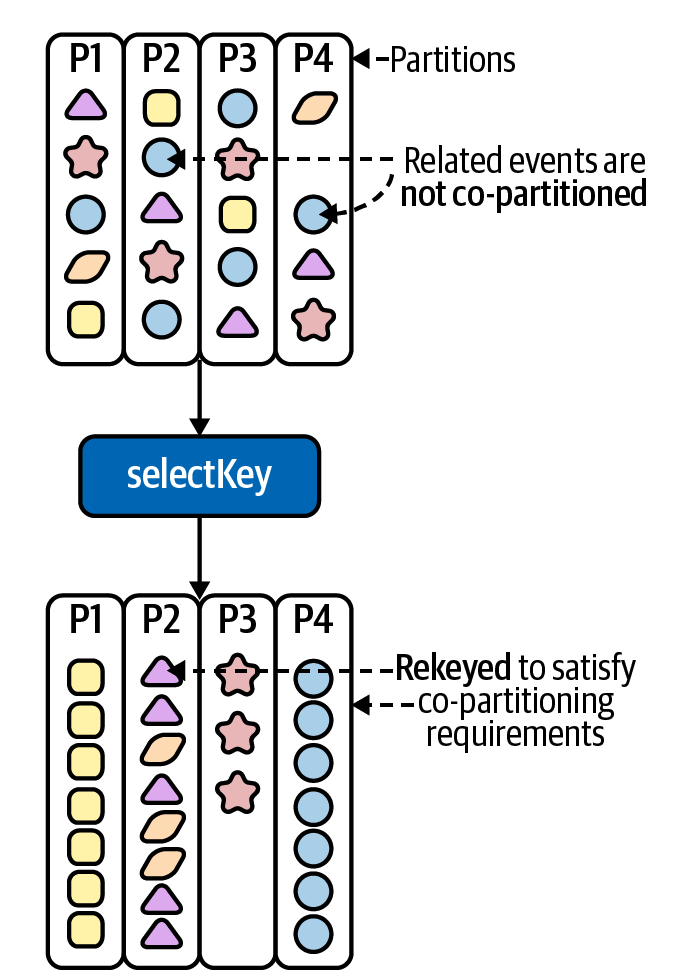 P1 P2 P3 P4
Partitions
Related events are
not co-partitioned
selectKey
P1 P2 P3 P4
Rekeyed to satisfy
co-partitioning
requirements